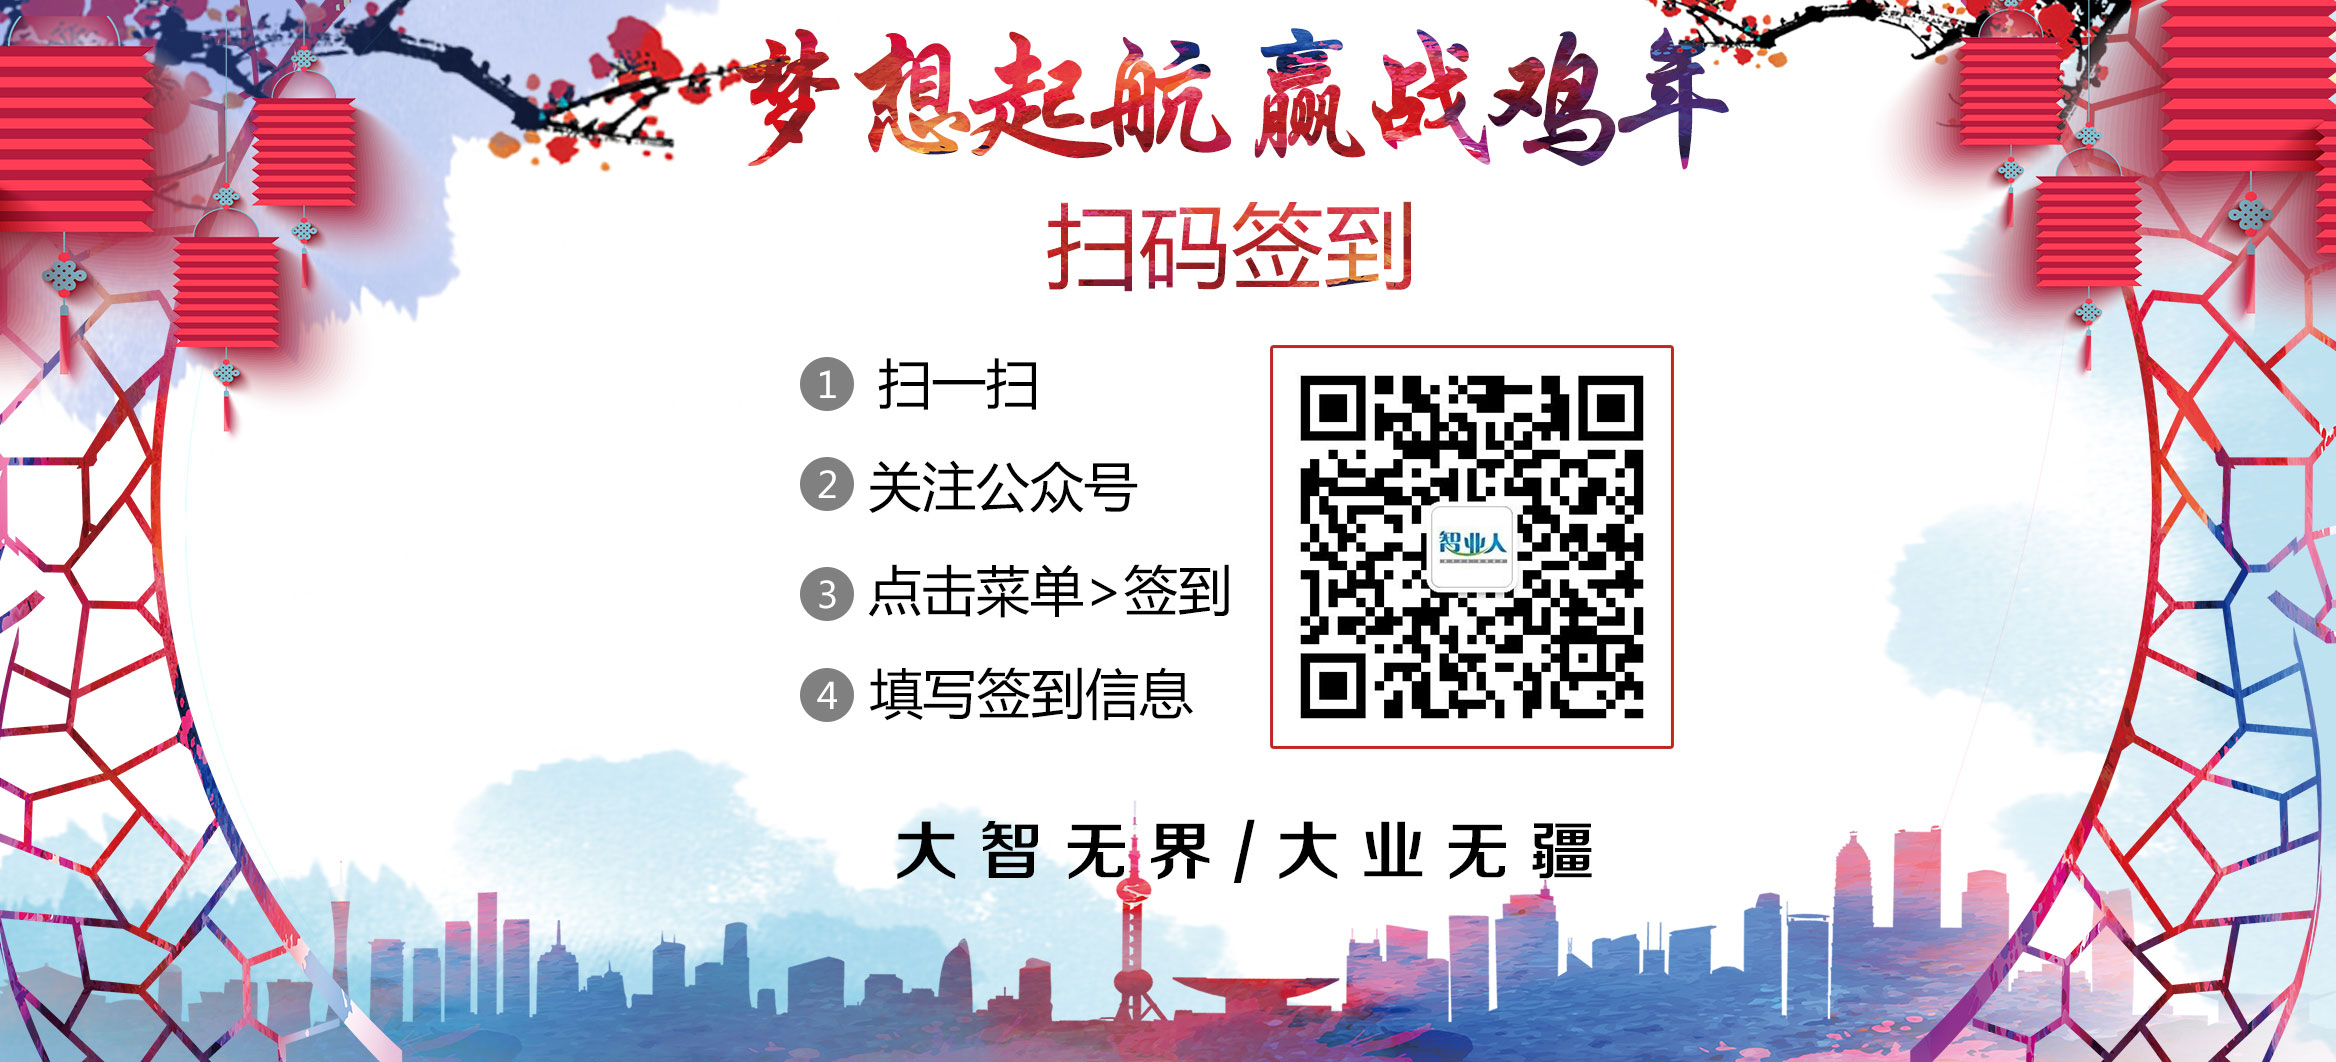 梦想起航 赢战鸡年
扫码签到
1 扫一扫
2 关注公众号
3 点击菜单>签到
4 填写签到信息
智业人
大智无界/大业无疆